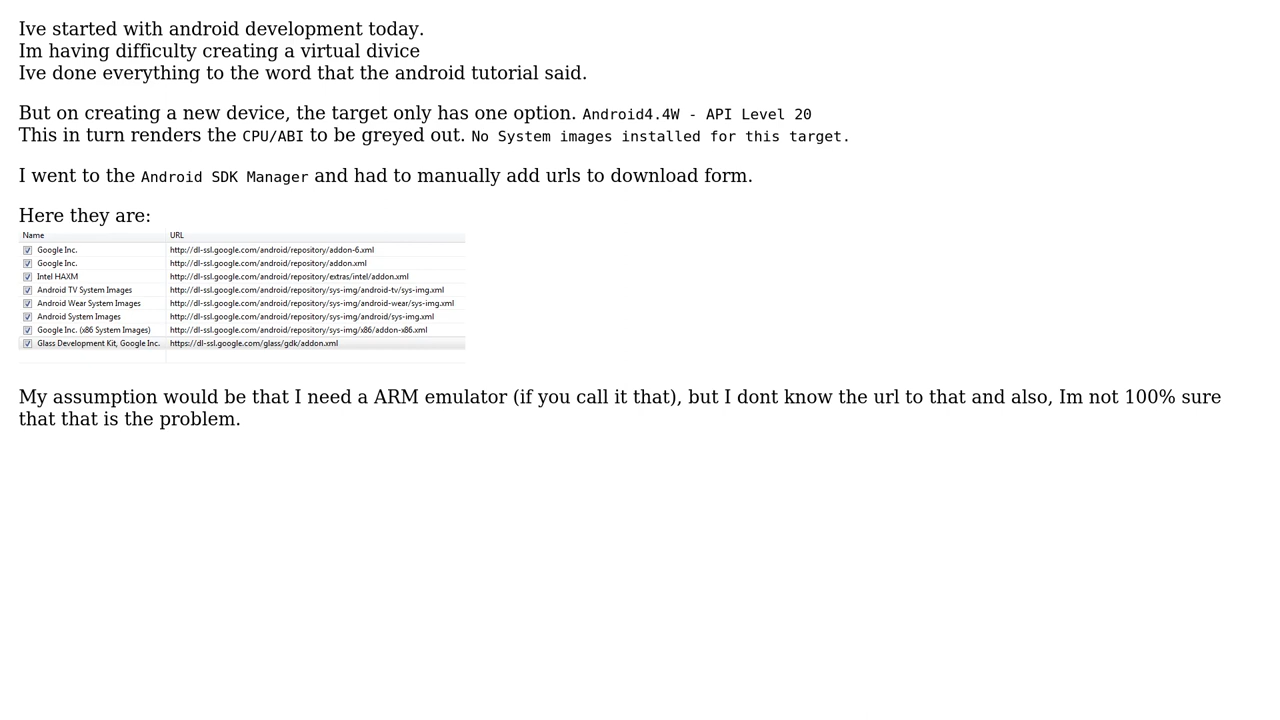 Ive started with android development today.
Im having difficulty creating a virtual divice
Ive done everything to the word that the android tutorial said.
But on creating a new device, the target only has one option. Android4.4W - API Level 20
This in turn renders the CPU/ABI to be greyed out. No System images installed for this target.
I went to the Android SDK Manager and had to manually add urls to download form.
Here they are:
Name URL
Google Inc. http://dl-ssl.google.com/android/repository/addon-6.xml
Google Inc. http://dl-ssl.google.com/android/repository/addon.xml
Intel HAXM http://dl-ssl.google.com/android/repository/extras/intel/addon.xml
Android TV System Images http://dl-ssl.google.com/android/repository/sys-img/android-tv/sys-img.xml
Android Wear System Images http://dl-ssl.google.com/android/repository/sys-img/android-wear/sys-img.xml
Android System Images http://dl-ssl.google.com/android/repository/sys-img/android/sys-img.xml
Google Inc. (x86 System Images) http://dl-ssl.google.com/android/repository/sys-img/x86/addon-x86.xml
Glass Development Kit, Google Inc. https://dl-ssl.google.com/glass/gdk/addon.xml
My assumption would be that I need a ARM emulator (if you call it that), but I dont know the url to that and also, Im not 100% sure
that that is the problem.